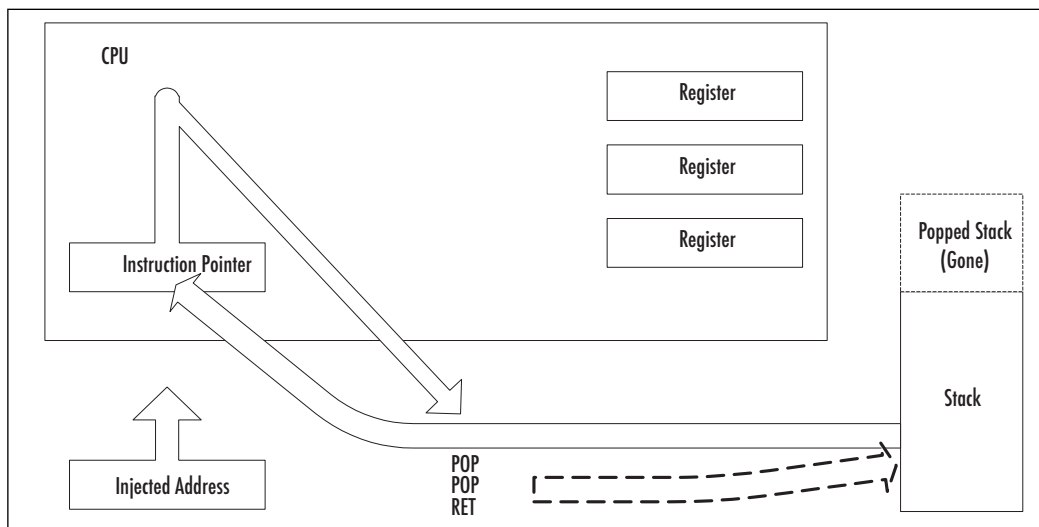 CPU
Register
Register
Register
Instruction Pointer
Popped Stack
(Gone)
Stack
Injected Address
POP
POP
RET